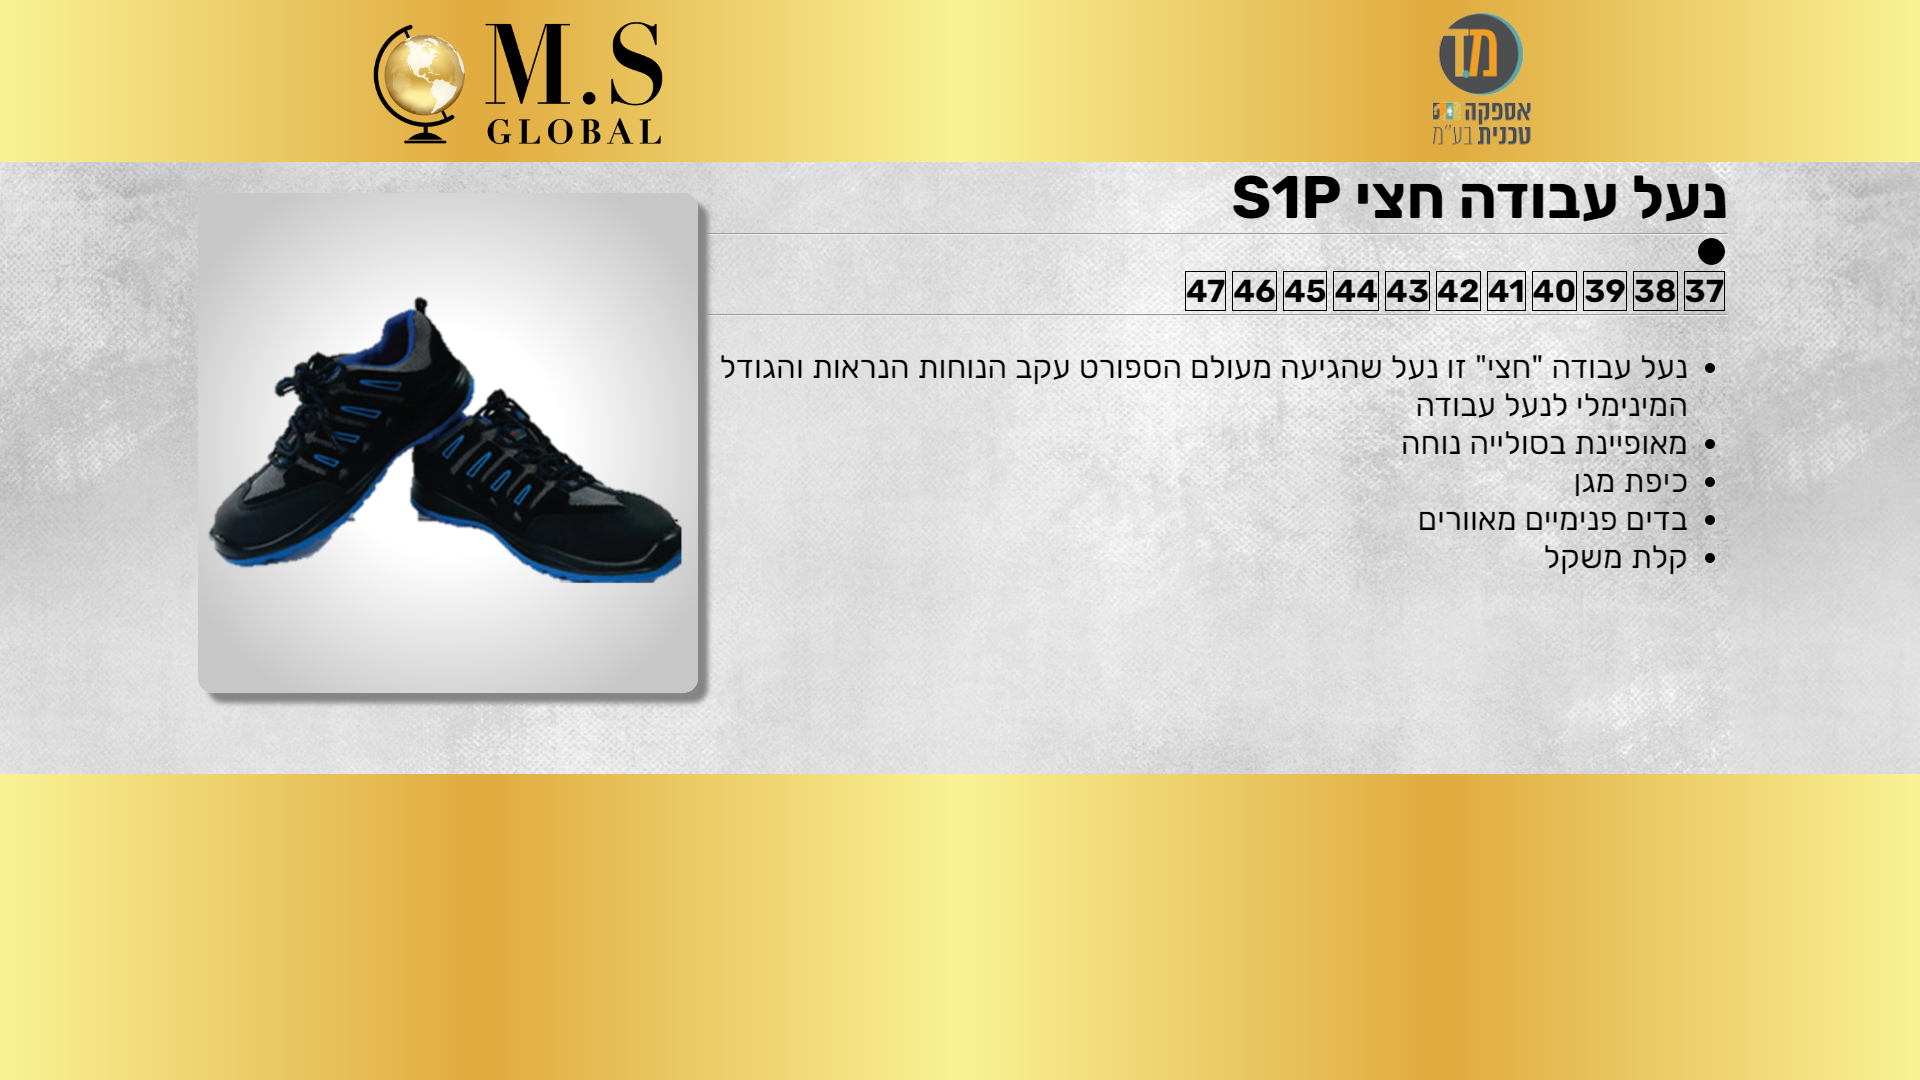 M.S
GLOBAL
מ.ד
אספקה
טכנית בע"מ
נעל עבודה חצי S1P
37 38 39 40 41 42 43 44 45 46 47
נעל עבודה "חצי" זו נעל שהגיעה מעולם הספורט עקב הנוחות הנראות והגודל
המינימלי לנעל עבודה
מאופיינת בסולייה נוחה
כיפת מגן
בדים פנימיים מאוורים
קלת משקל